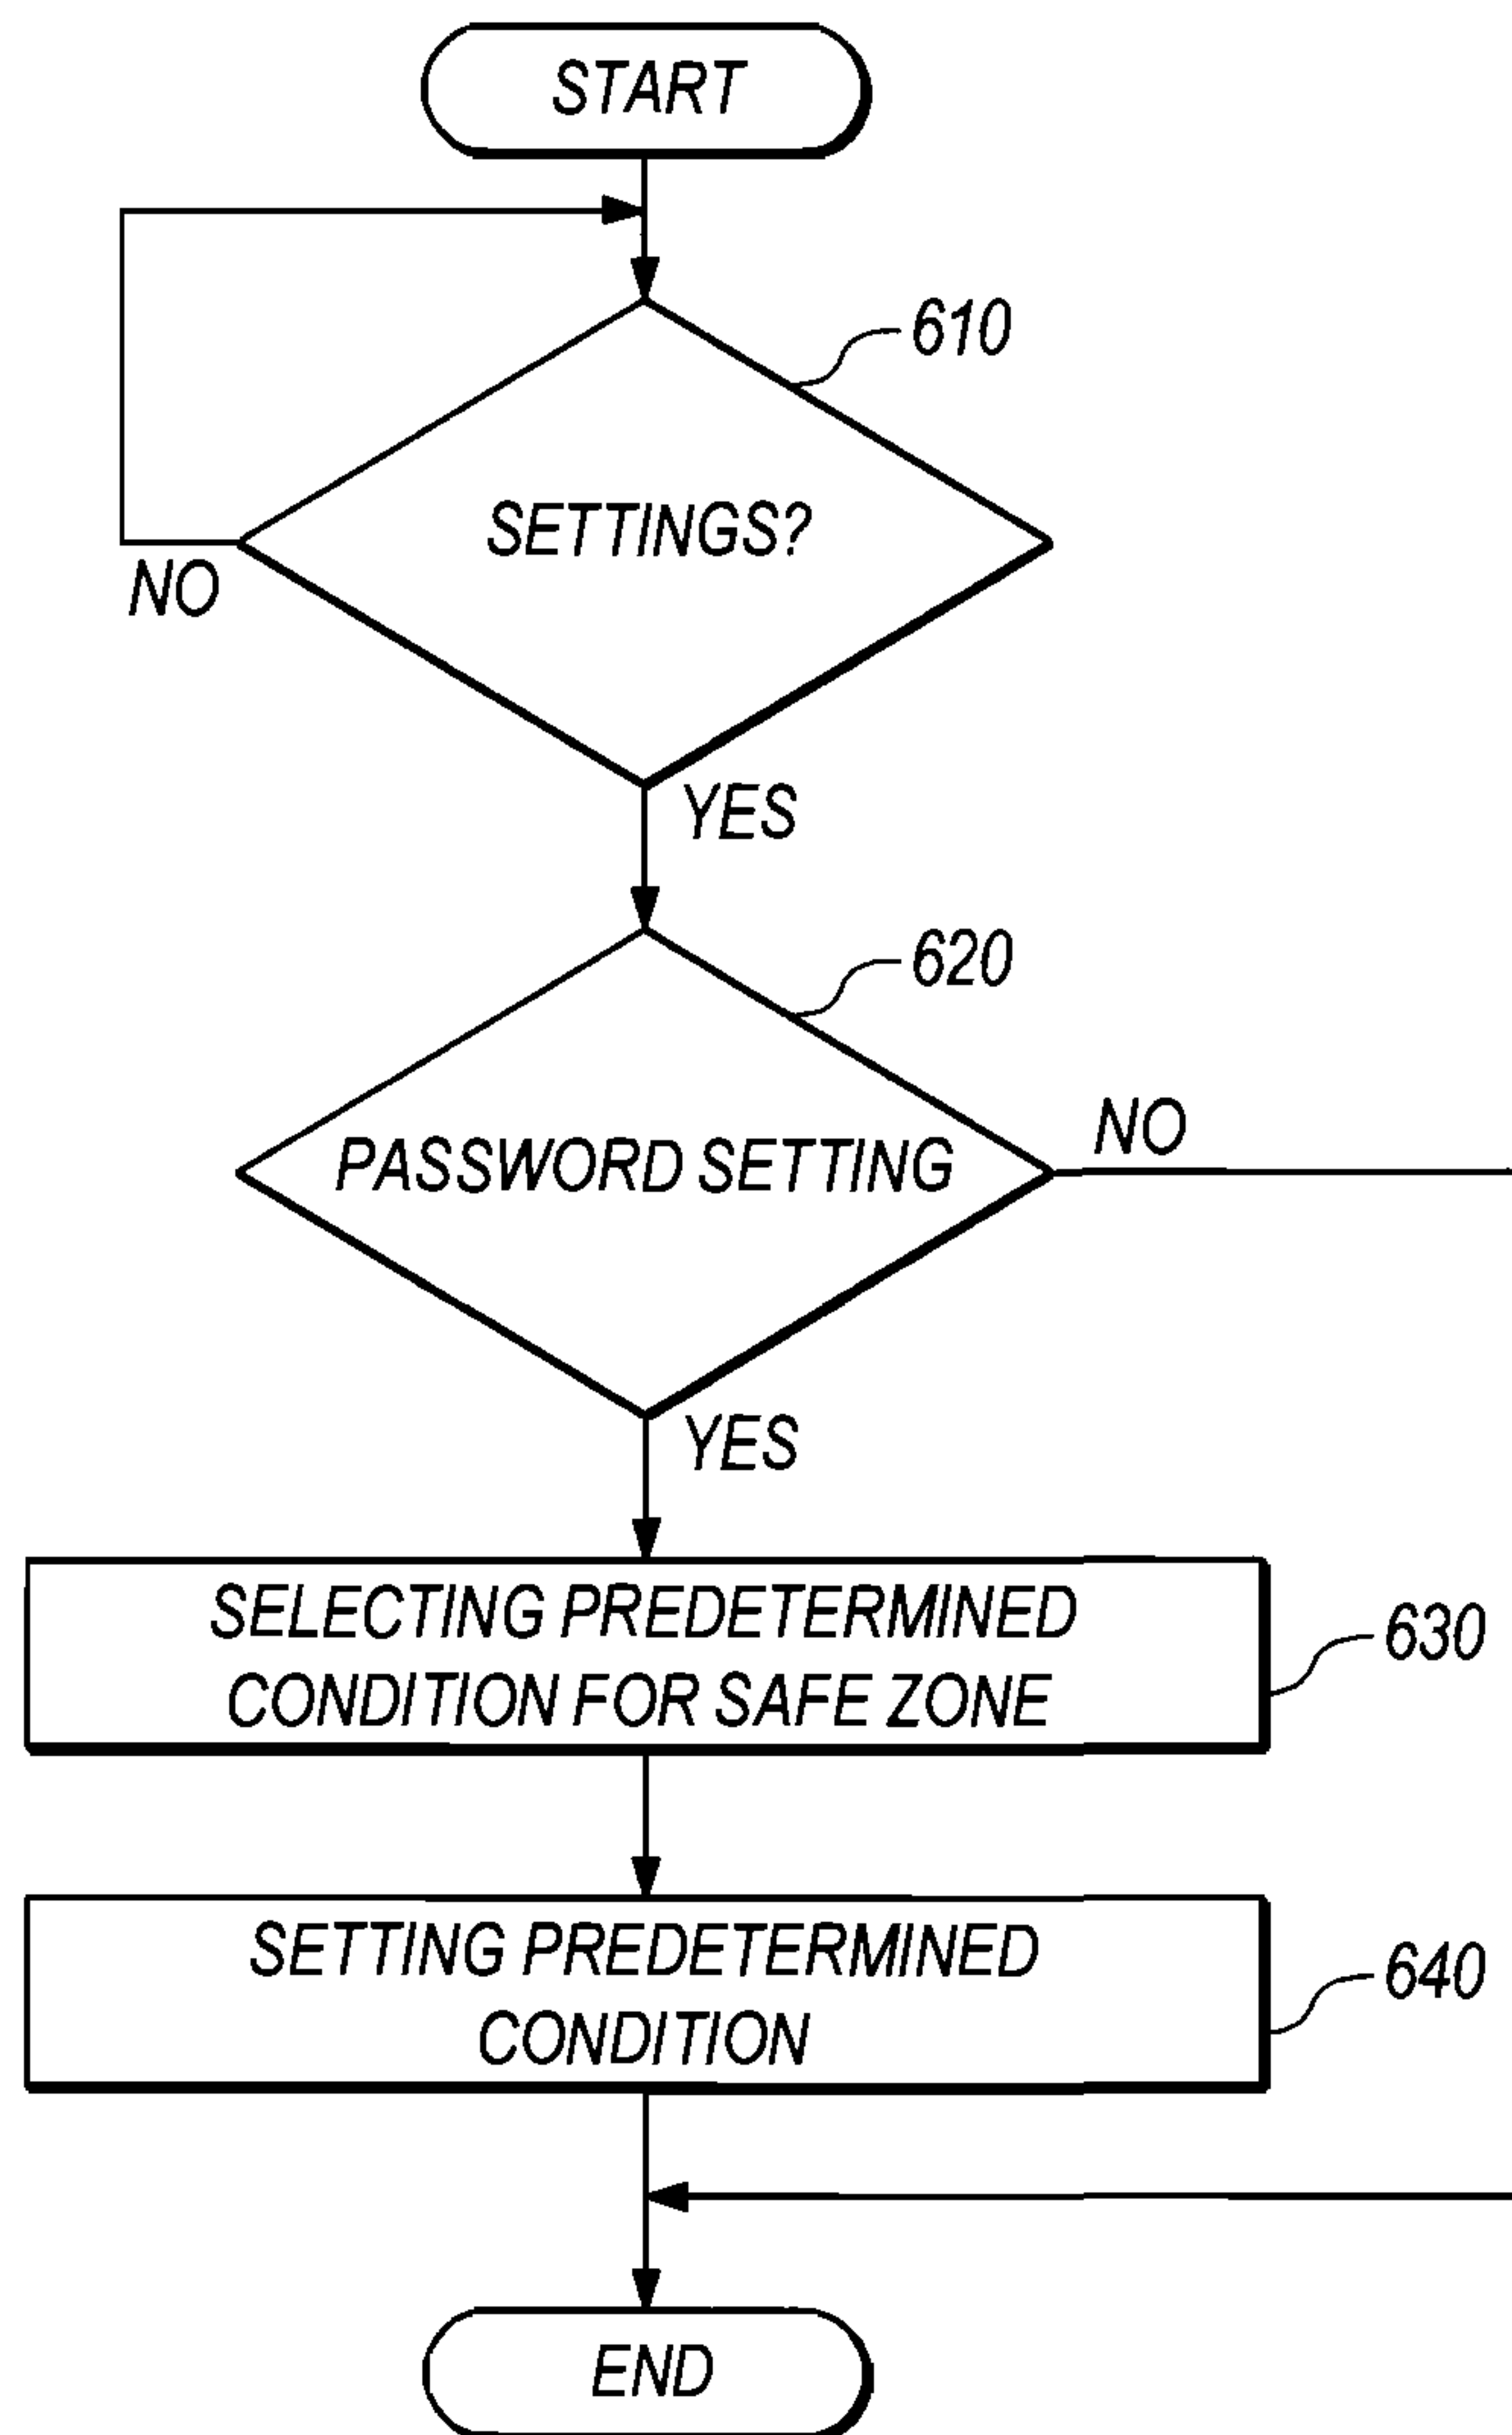 START
610
SETTINGS?
NO
YES
620
NO
PASSWORD SETTING
YES
SELECTING PREDETERMINED
CONDITION FOR SAFE ZONE
630
SETTING PREDETERMINED
CONDITION
640
END